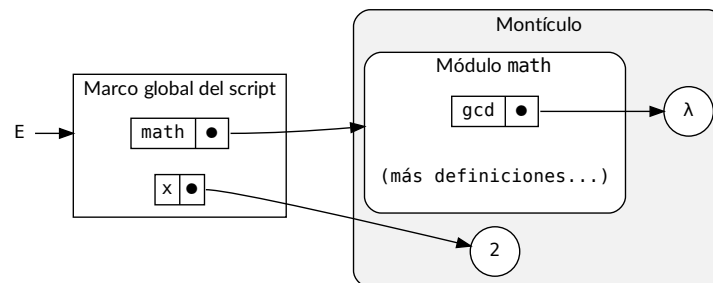 Montículo
Marco global del script
Módulo math
gcd
λ
E
math
(más definiciones...)
x
2